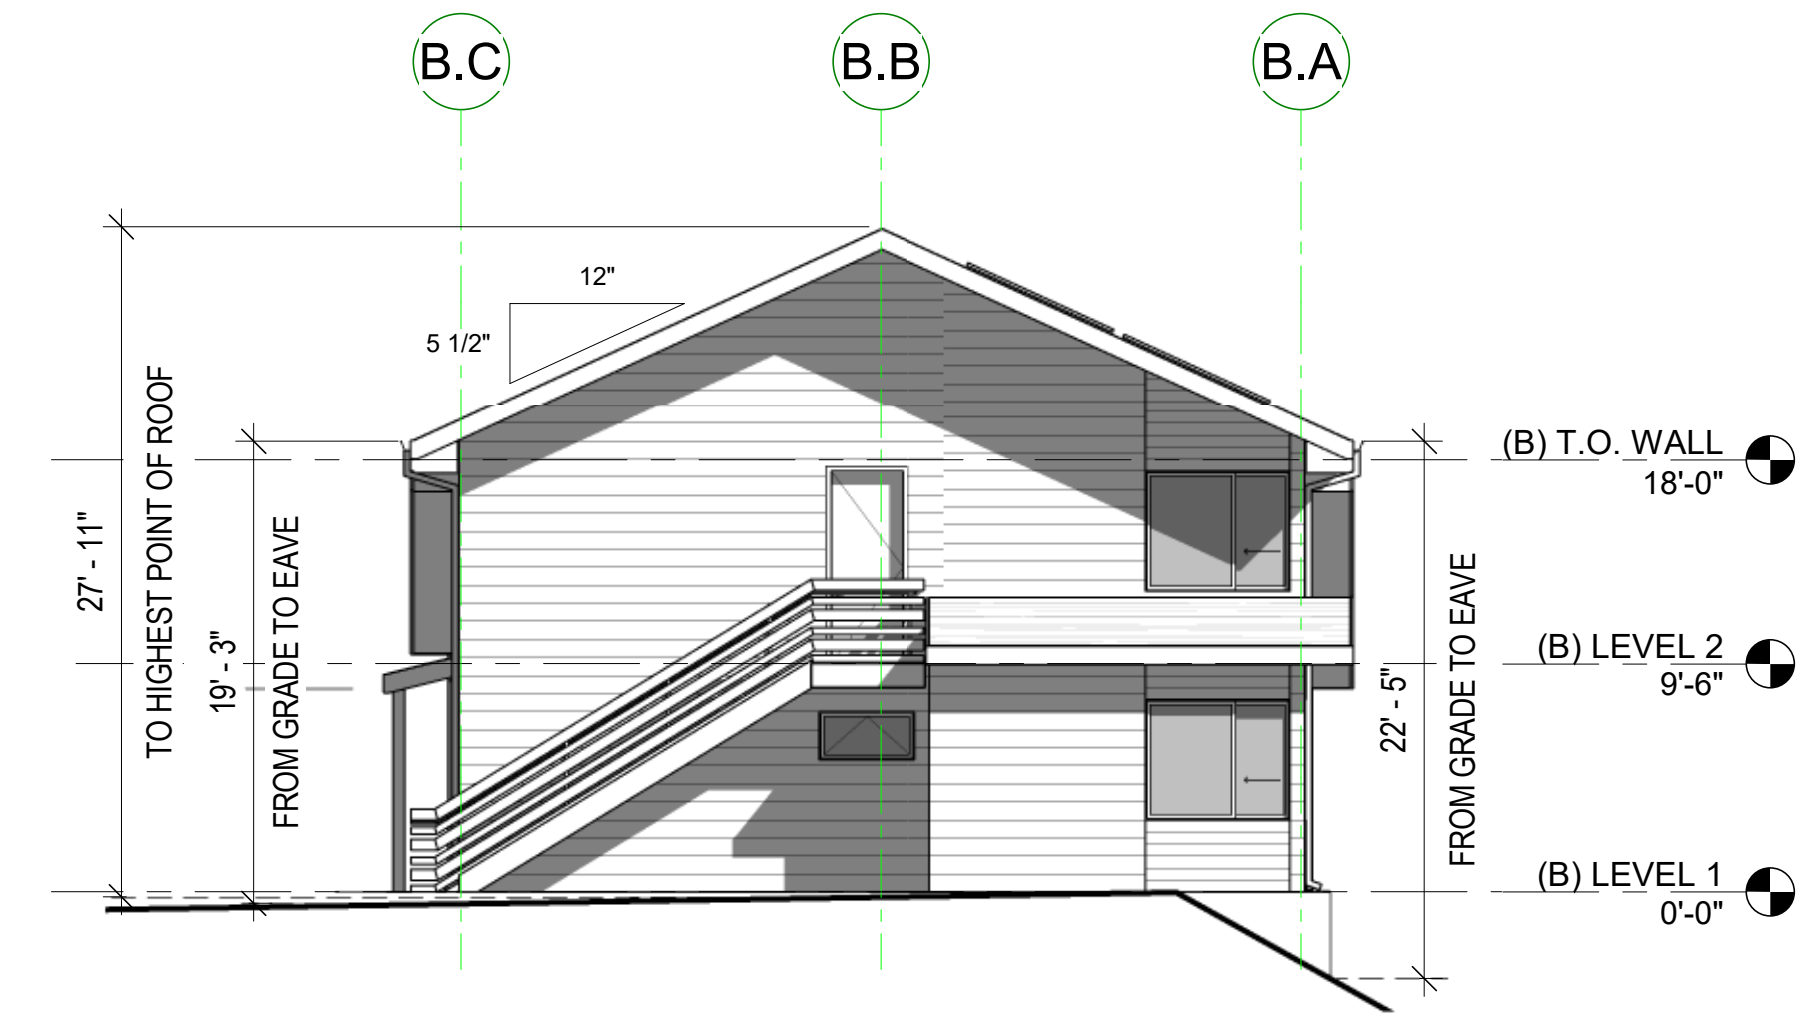 B.C
B.B
B.A
12"
5 1/2"
27' - 11"
TO HIGHEST POINT OF ROOF
19' - 3"
FROM GRADE TO EAVE
22' - 5"
FROM GRADE TO EAVE
(B) T.O. WALL
18'-0"
(B) LEVEL 2
9'-6"
(B) LEVEL 1
0'-0"